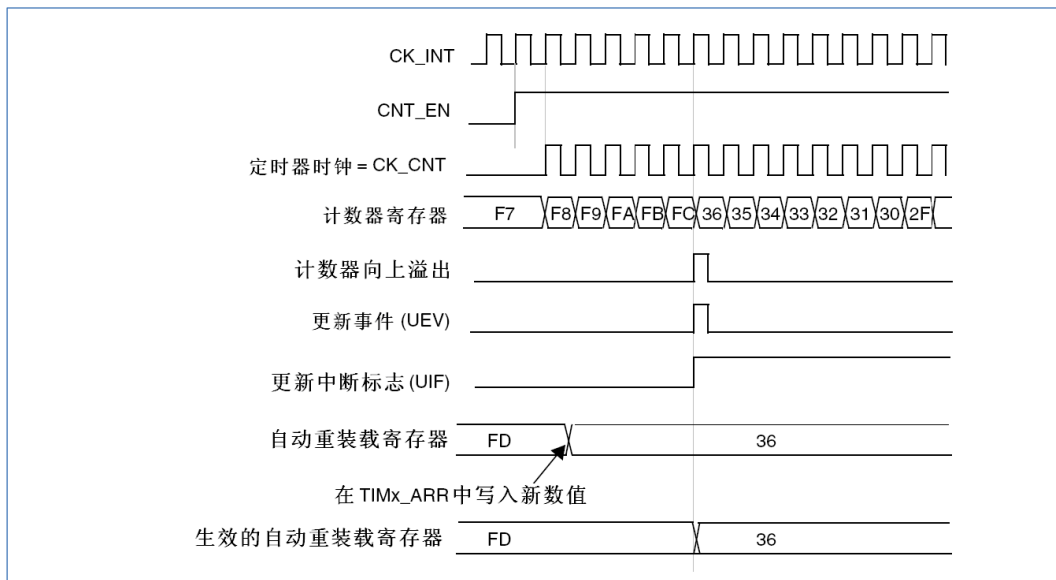 CK_INT
CNT_EN
定时器时钟 = CK_CNT
计数器寄存器 F7 F8 F9 FA FB FC 36 35 34 33 32 31 30 2F
计数器向上溢出
更新事件 (UEV)
更新中断标志 (UIF)
自动重装载寄存器 FD 36
在 TIMx_ARR 中写入新数值
生效的自动重装载寄存器 FD 36